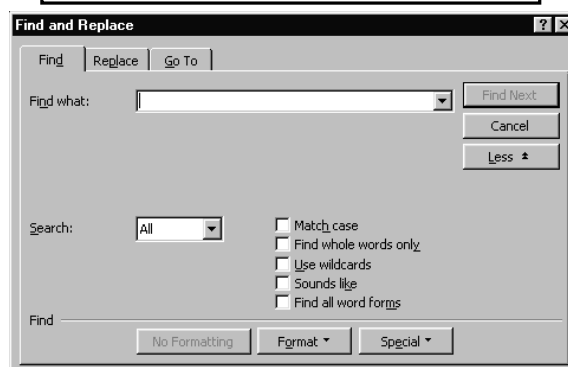 Find and Replace
Find Replace Go To
Find what: Find Next
Cancel
Less
Search: All Match case
Find whole words only
Use wildcards
Sounds like
Find all word forms
Find
No Formatting Format Special